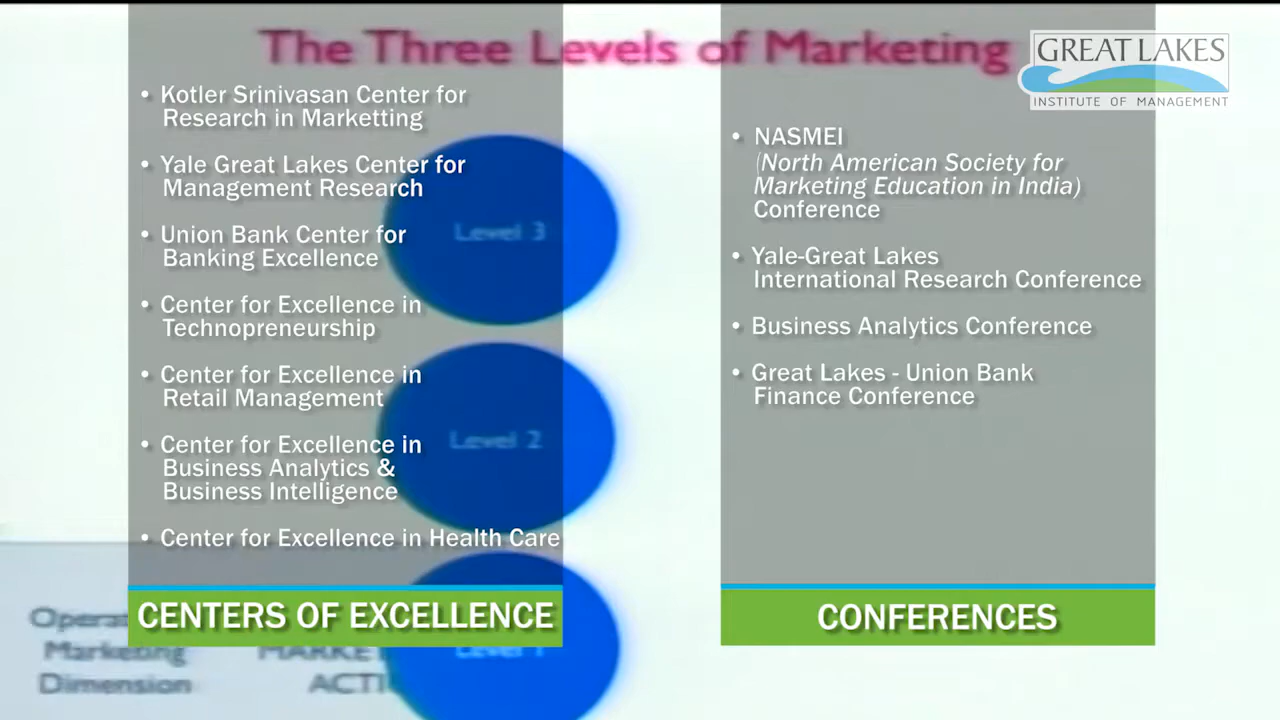 The Three Levels of Marketing
GREAT LAKES
INSTITUTE OF MANAGEMENT
• Kotler Srinivasan Center for
Research in Marketting
• Yale Great Lakes Center for
Management Research
• Union Bank Center for
Banking Excellence
• Center for Excellence in
Technopreneurship
• Center for Excellence in
Retail Management
• Center for Excellence in
Business Analytics &
Business Intelligence
• Center for Excellence in Health Care
CENTERS OF EXCELLENCE
• NASMEI
(North American Society for
Marketing Education in India)
Conference
• Yale-Great Lakes
International Research Conference
• Business Analytics Conference
• Great Lakes - Union Bank
Finance Conference
CONFERENCES
Level 3
Level 2
Level 1
Marketing
Dimension